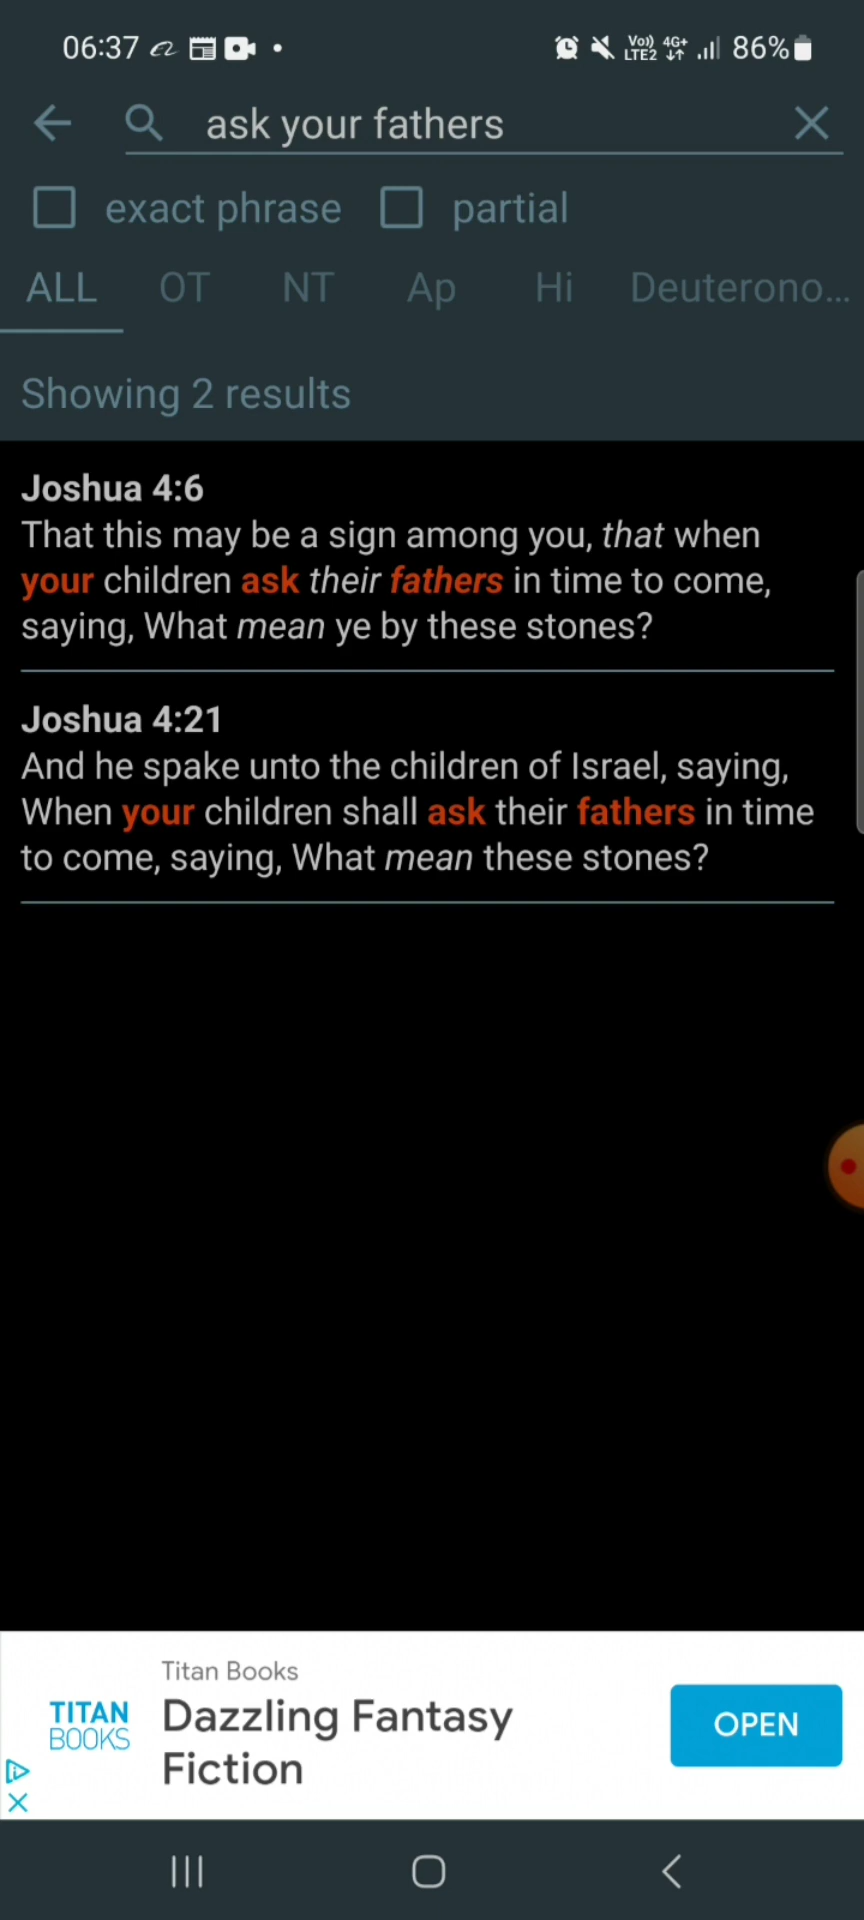 06:37 Vo)) LTE2 4G+ 86%
ask your fathers
exact phrase partial
ALL OT NT Ap Hi Deuterono...
Showing 2 results
Joshua 4:6
That this may be a sign among you, that when
your children ask their fathers in time to come,
saying, What mean ye by these stones?
Joshua 4:21
And he spake unto the children of Israel, saying,
When your children shall ask their fathers in time
to come, saying, What mean these stones?
Titan Books
TITAN
BOOKS
Dazzling Fantasy
Fiction
OPEN